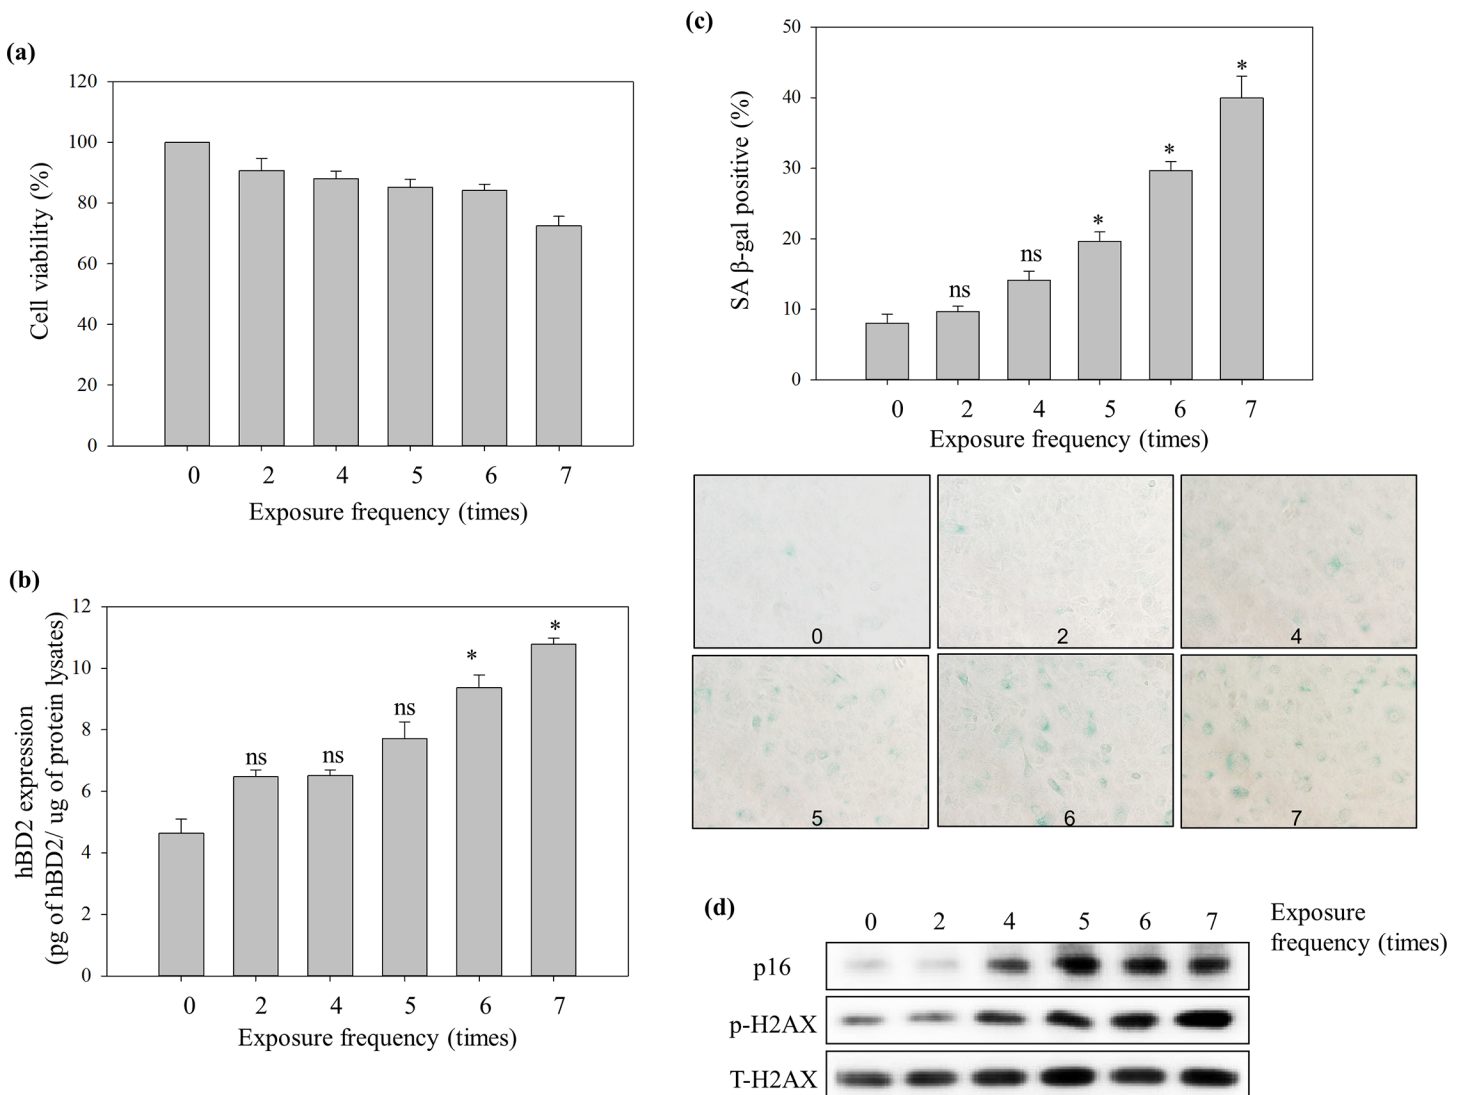 (a)
120
100
80
60
40
20
0
Cell viability (%)
0 2 4 5 6 7
Exposure frequency (times)
(b)
12
10
8
6
4
2
0
hBD2 expression
(pg of hBD2/ ug of protein lysates)
ns ns ns * *
0 2 4 5 6 7
Exposure frequency (times)
(c)
50
40
30
20
10
0
SA β-gal positive (%)
ns ns * * *
0 2 4 5 6 7
Exposure frequency (times)
0 2 4
5 6 7
(d)
0 2 4 5 6 7
Exposure
frequency (times)
p16
p-H2AX
T-H2AX